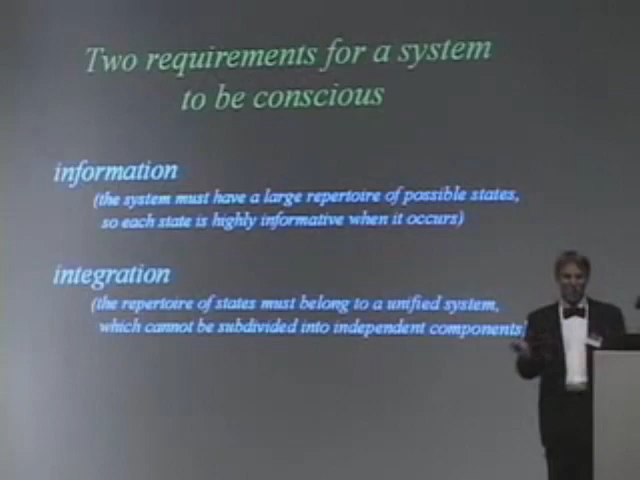 Two requirements for a system
to be conscious
information
(the system must have a large repertoire of possible states,
so each state is highly informative when it occurs)
integration
(the repertoire of states must belong to a unified system,
which cannot be subdivided into independent components)